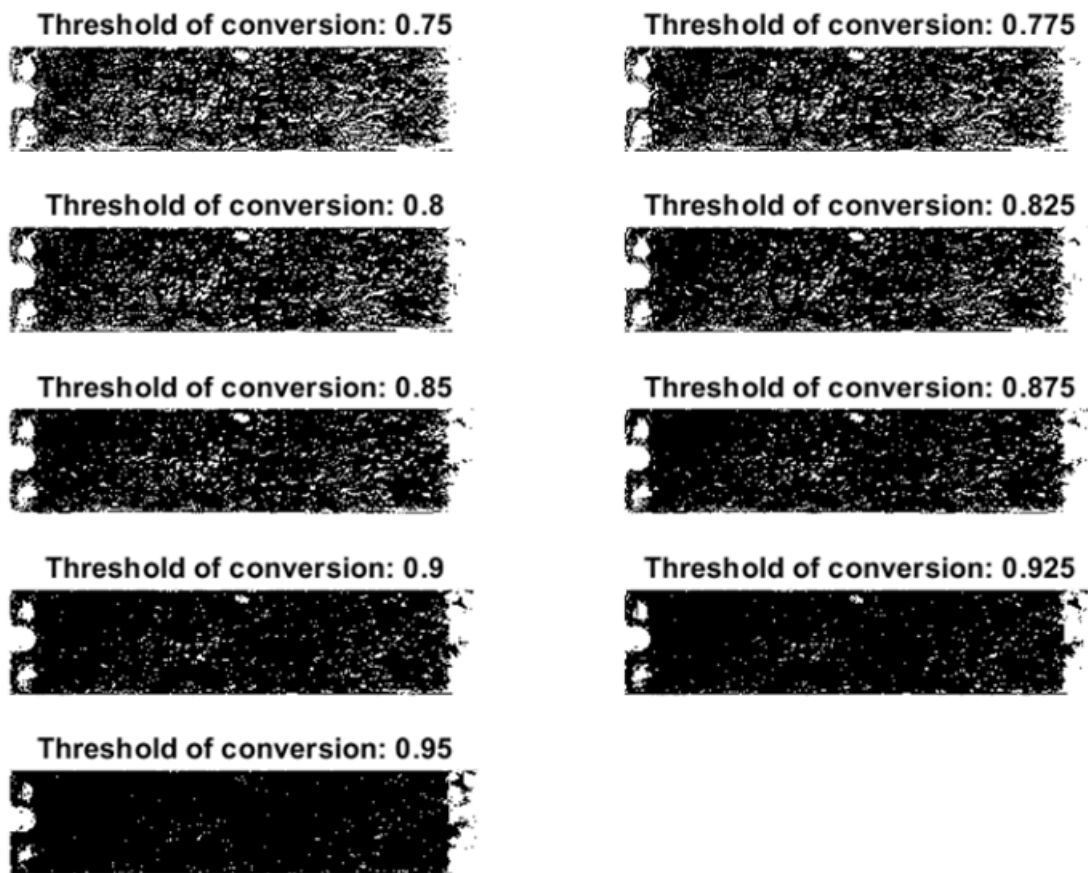 Threshold of conversion: 0.75
Threshold of conversion: 0.775
Threshold of conversion: 0.8
Threshold of conversion: 0.825
Threshold of conversion: 0.85
Threshold of conversion: 0.875
Threshold of conversion: 0.9
Threshold of conversion: 0.925
Threshold of conversion: 0.95